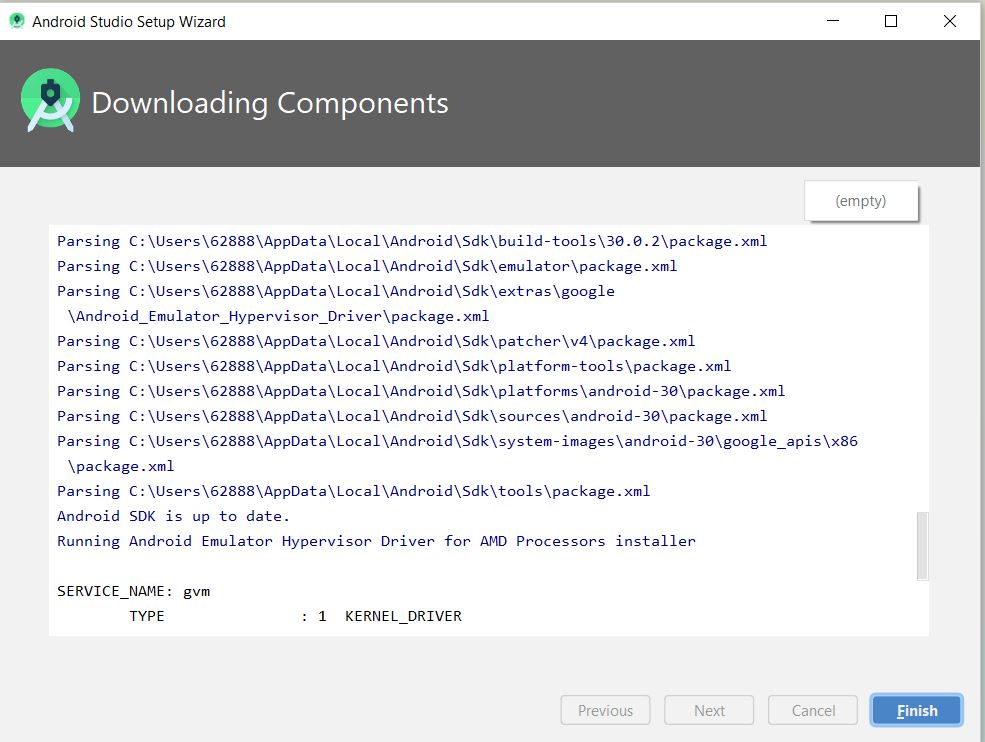 Android Studio Setup Wizard
Downloading Components
(empty)
Parsing C:\Users\62888\AppData\Local\Android\Sdk\build-tools\30.0.2\package.xml
Parsing C:\Users\62888\AppData\Local\Android\Sdk\emulator\package.xml
Parsing C:\Users\62888\AppData\Local\Android\Sdk\extras\google
\Android_Emulator_Hypervisor_Driver\package.xml
Parsing C:\Users\62888\AppData\Local\Android\Sdk\patcher\v4\package.xml
Parsing C:\Users\62888\AppData\Local\Android\Sdk\platform-tools\package.xml
Parsing C:\Users\62888\AppData\Local\Android\Sdk\platforms\android-30\package.xml
Parsing C:\Users\62888\AppData\Local\Android\Sdk\sources\android-30\package.xml
Parsing C:\Users\62888\AppData\Local\Android\Sdk\system-images\android-30\google_apis\x86
\package.xml
Parsing C:\Users\62888\AppData\Local\Android\Sdk\tools\package.xml
Android SDK is up to date.
Running Android Emulator Hypervisor Driver for AMD Processors installer
SERVICE_NAME: gvm
TYPE : 1 KERNEL_DRIVER
Previous Next Cancel Finish